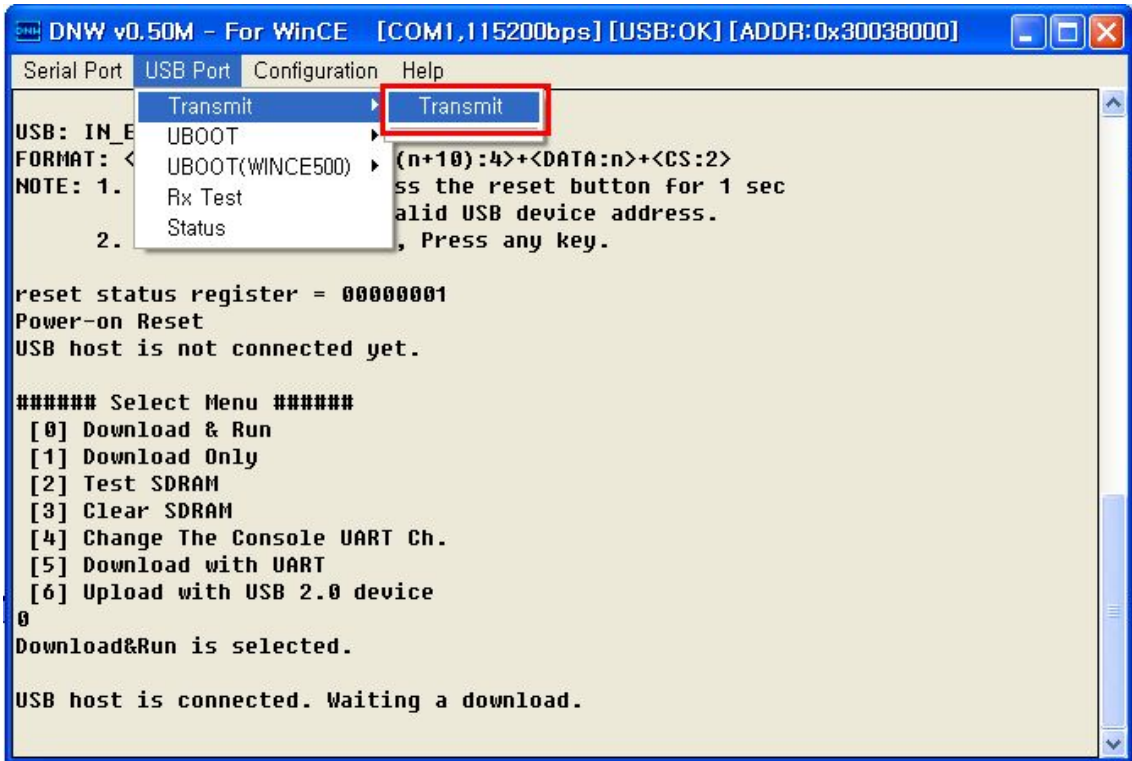 DNW v0.50M - For WinCE [COM1,115200bps] [USB:OK] [ADDR:0x30038000]
Serial Port USB Port Configuration Help
Transmit Transmit
USB: IN_E
UBOOT
FORMAT: < (n+10):4>+<DATA:n>+<CS:2>
UBOOT(WINCE500)
NOTE: 1. ss the reset button for 1 sec
Rx Test
alid USB device address.
Status
2. , Press any key.
reset status register = 00000001
Power-on Reset
USB host is not connected yet.
###### Select Menu ######
[0] Download & Run
[1] Download Only
[2] Test SDRAM
[3] Clear SDRAM
[4] Change The Console UART Ch.
[5] Download with UART
[6] Upload with USB 2.0 device
0
Download&Run is selected.
USB host is connected. Waiting a download.